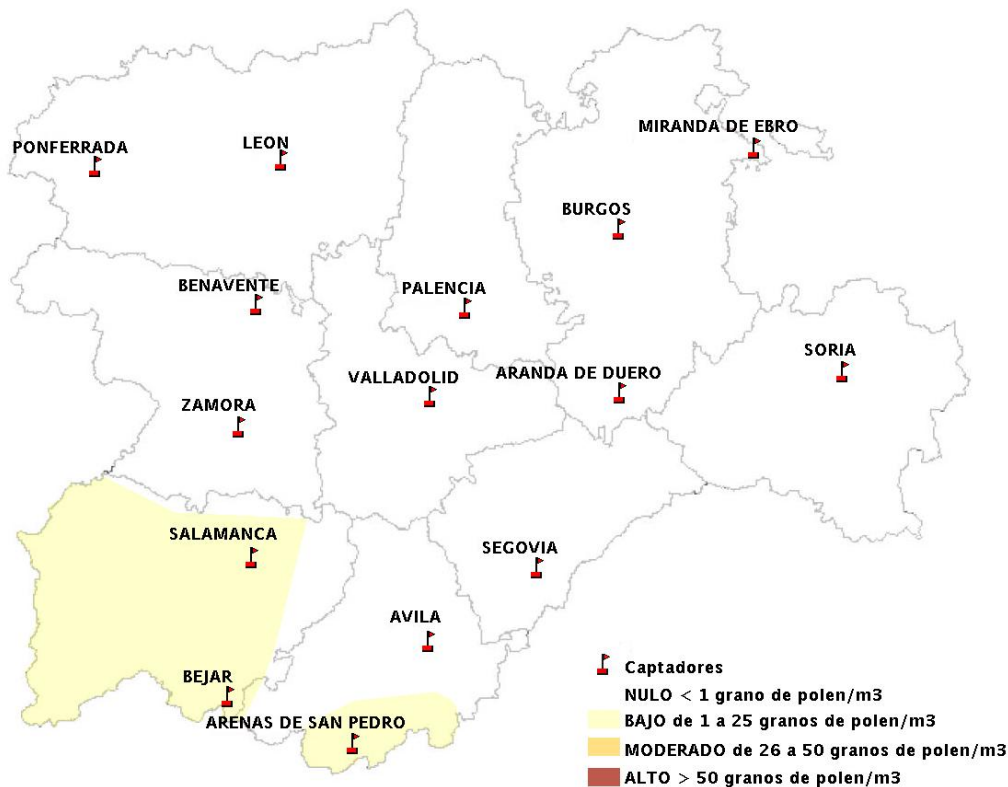 MIRANDA DE EBRO
PONFERRADA
LEON
BURGOS
BENAVENTE
PALENCIA
SORIA
VALLADOLID
ARANDA DE DUERO
ZAMORA
SALAMANCA
SEGOVIA
AVILA
BEJAR
ARENAS DE SAN PEDRO
Captadores
NULO < 1 grano de polen/m3
BAJO de 1 a 25 granos de polen/m3
MODERADO de 26 a 50 granos de polen/m3
ALTO > 50 granos de polen/m3